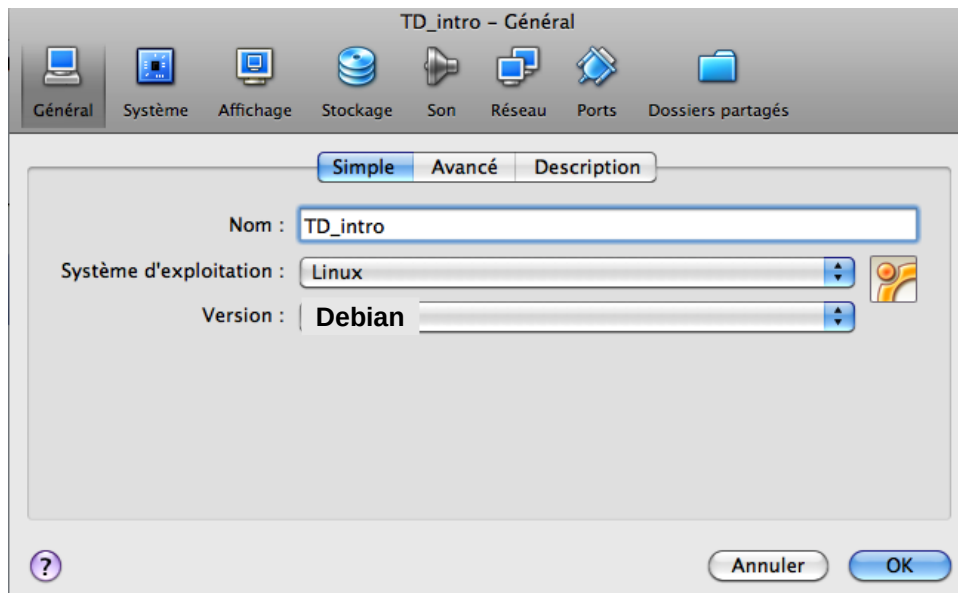 TD_intro – Général
Général Système Affichage Stockage Son Réseau Ports Dossiers partagés
Simple Avancé Description
Nom : TD_intro
Système d'exploitation : Linux
Version : Debian
?
Annuler OK